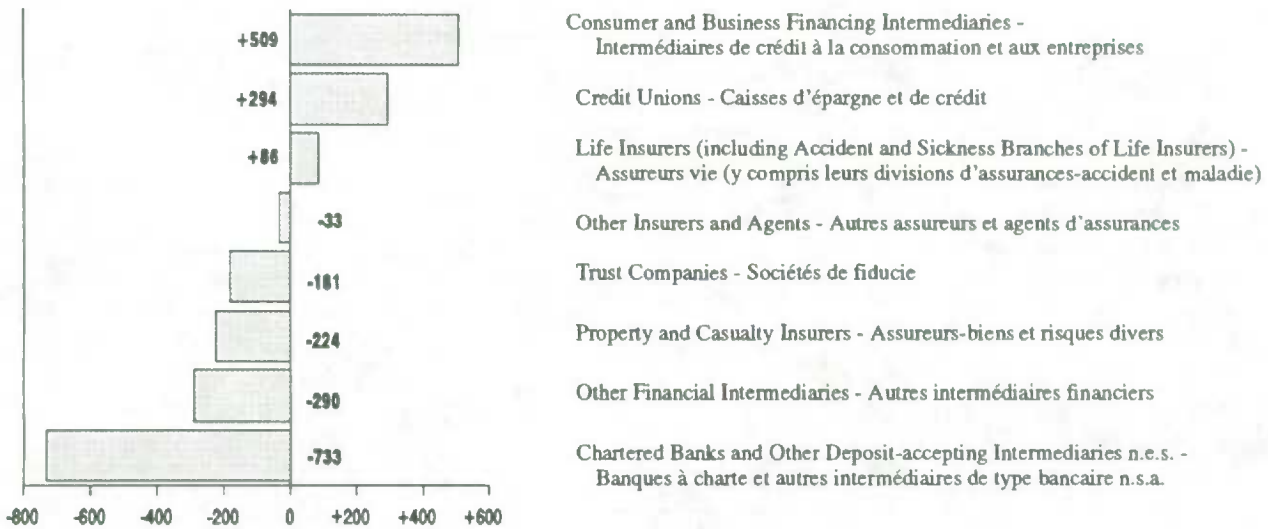 +509
Consumer and Business Financing Intermediaries -
Intermédiaires de crédit à la consommation et aux entreprises
+294
Credit Unions - Caisses d'épargne et de crédit
+86
Life Insurers (including Accident and Sickness Branches of Life Insurers) -
Assureurs vie (y compris leurs divisions d'assurances-accident et maladie)
-33
Other Insurers and Agents - Autres assureurs et agents d'assurances
-181
Trust Companies - Sociétés de fiducie
-224
Property and Casualty Insurers - Assureurs-biens et risques divers
-290
Other Financial Intermediaries - Autres intermédiaires financiers
-733
Chartered Banks and Other Deposit-accepting Intermediaries n.e.s. -
Banques à charte et autres intermédiaires de type bancaire n.s.a.
-800 -600 -400 -200 0 +200 +400 +600